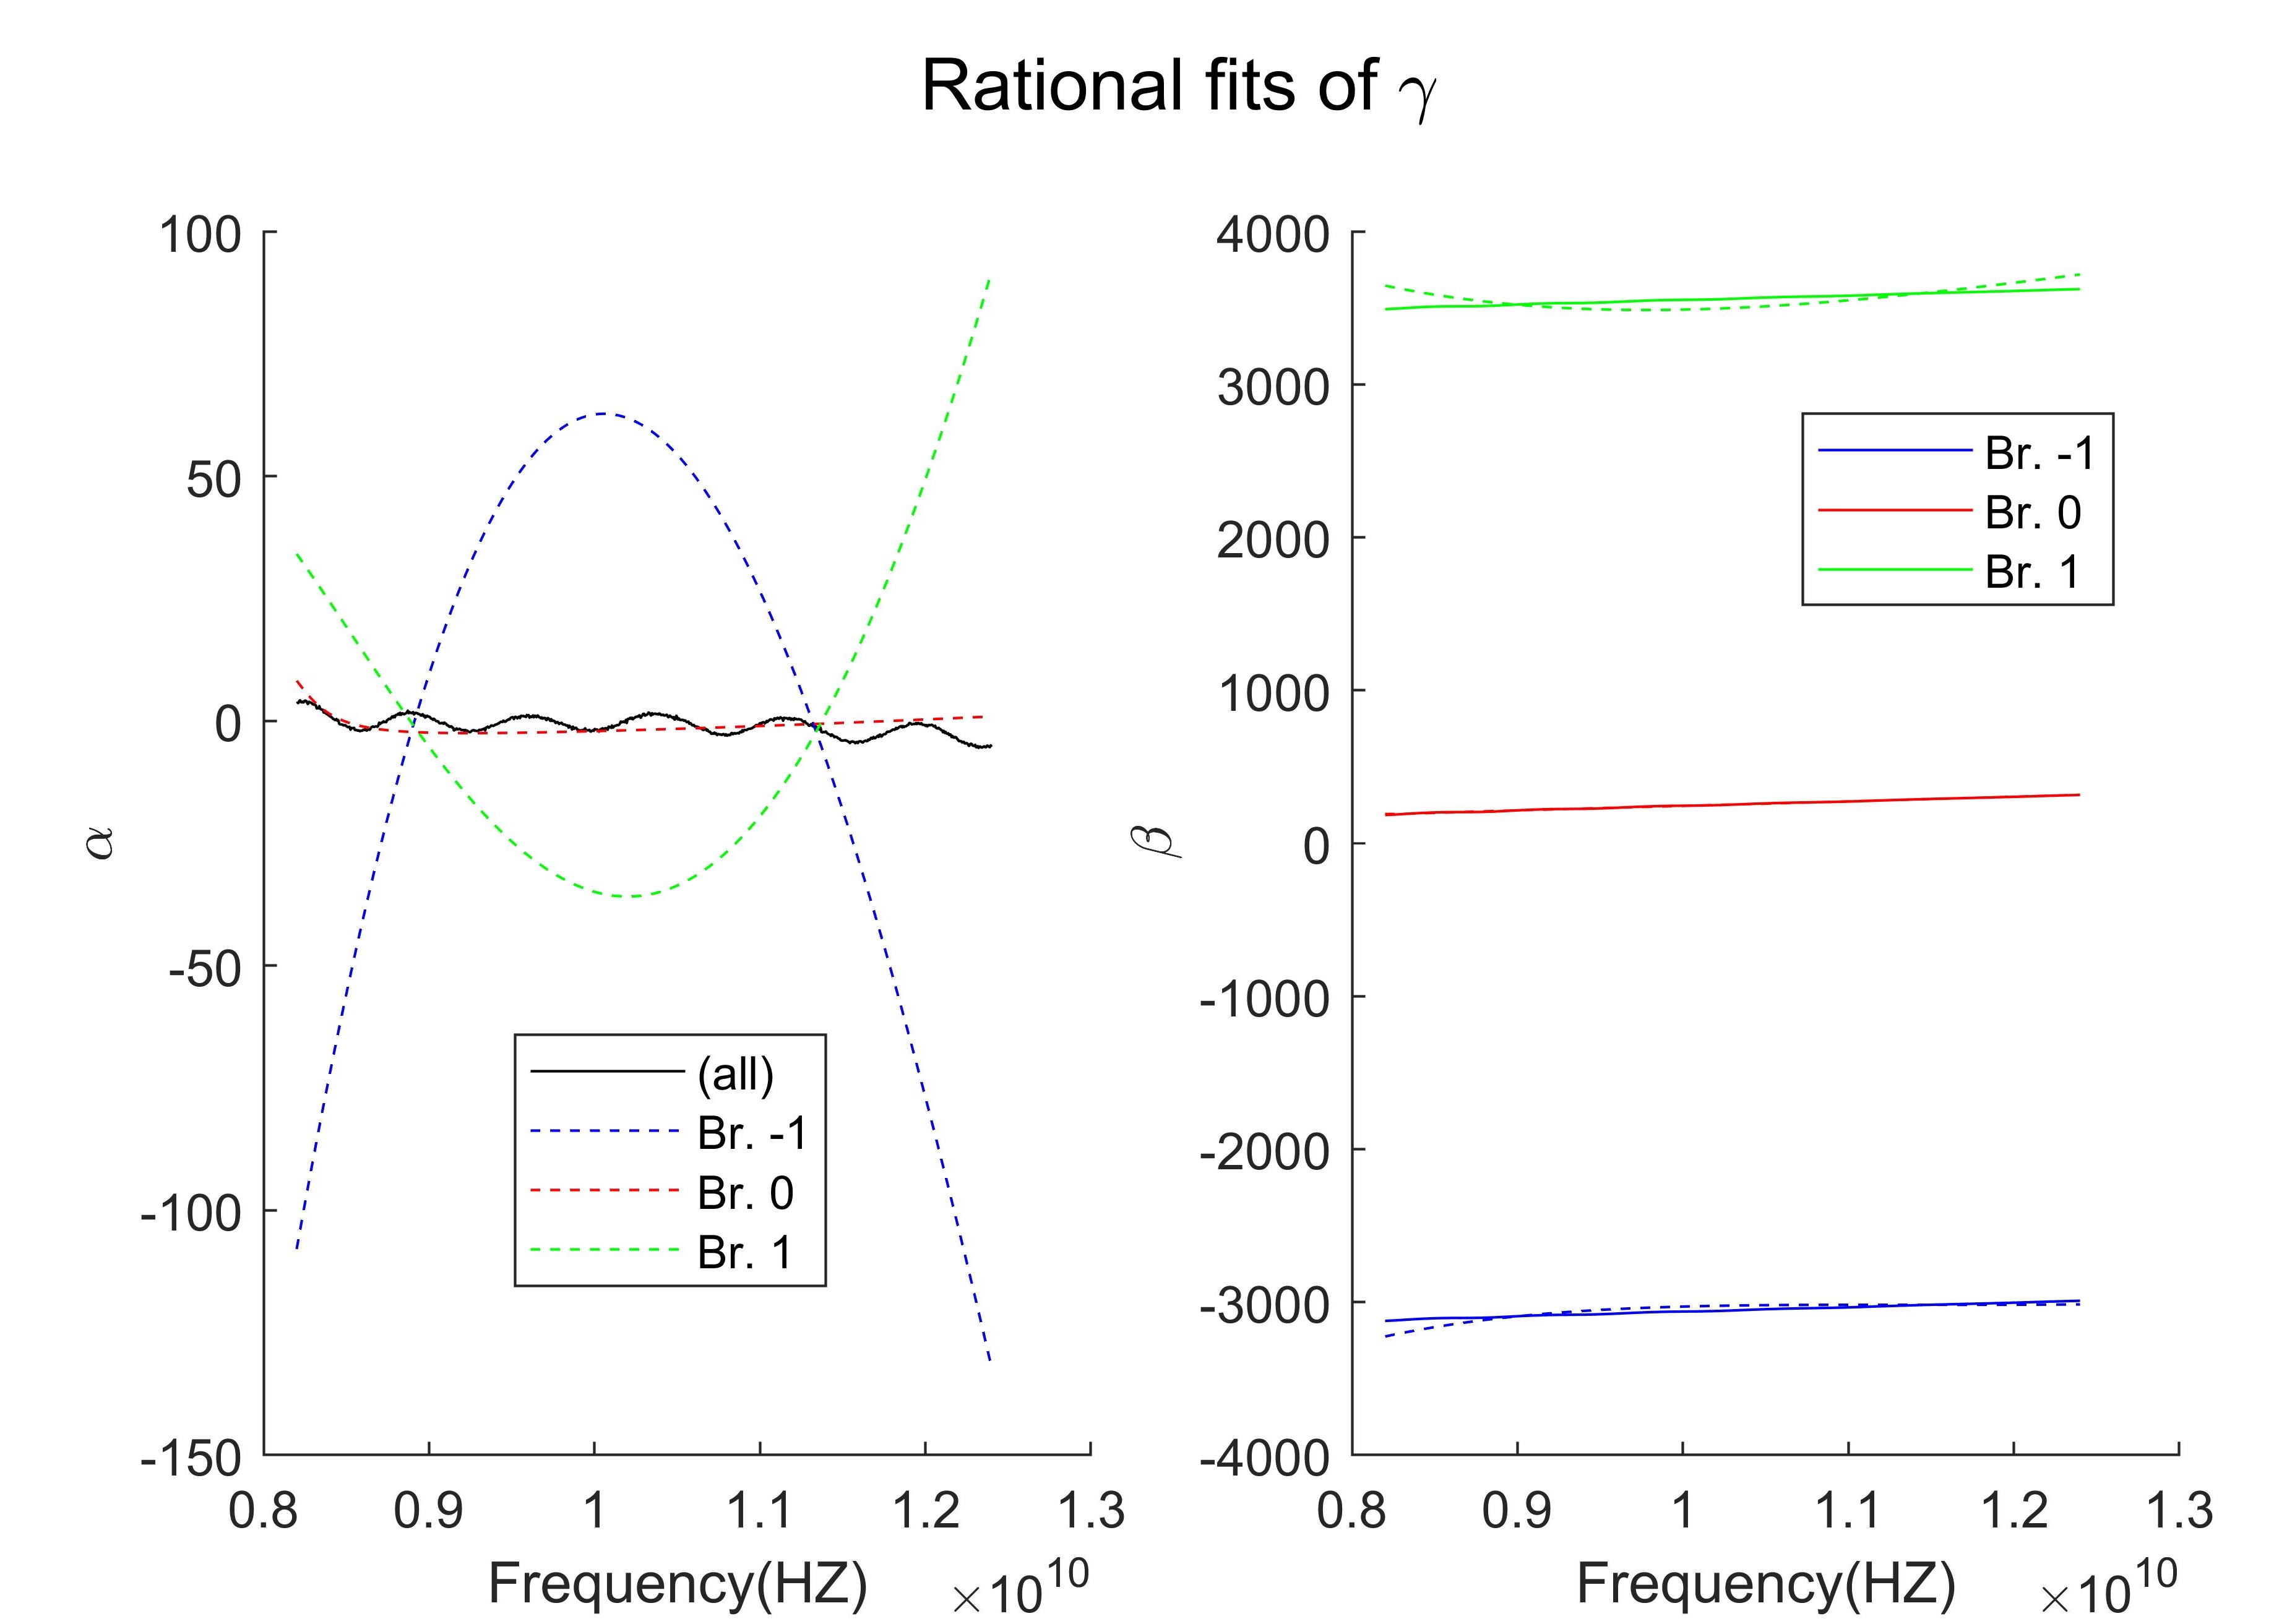 Rational fits of γ
100
50
0
-50
-100
-150
α
0.8 0.9 1 1.1 1.2 1.3
Frequency(HZ) ×10^10
(all)
Br. -1
Br. 0
Br. 1
4000
3000
2000
1000
0
-1000
-2000
-3000
-4000
β
0.8 0.9 1 1.1 1.2 1.3
Frequency(HZ) ×10^10
Br. -1
Br. 0
Br. 1